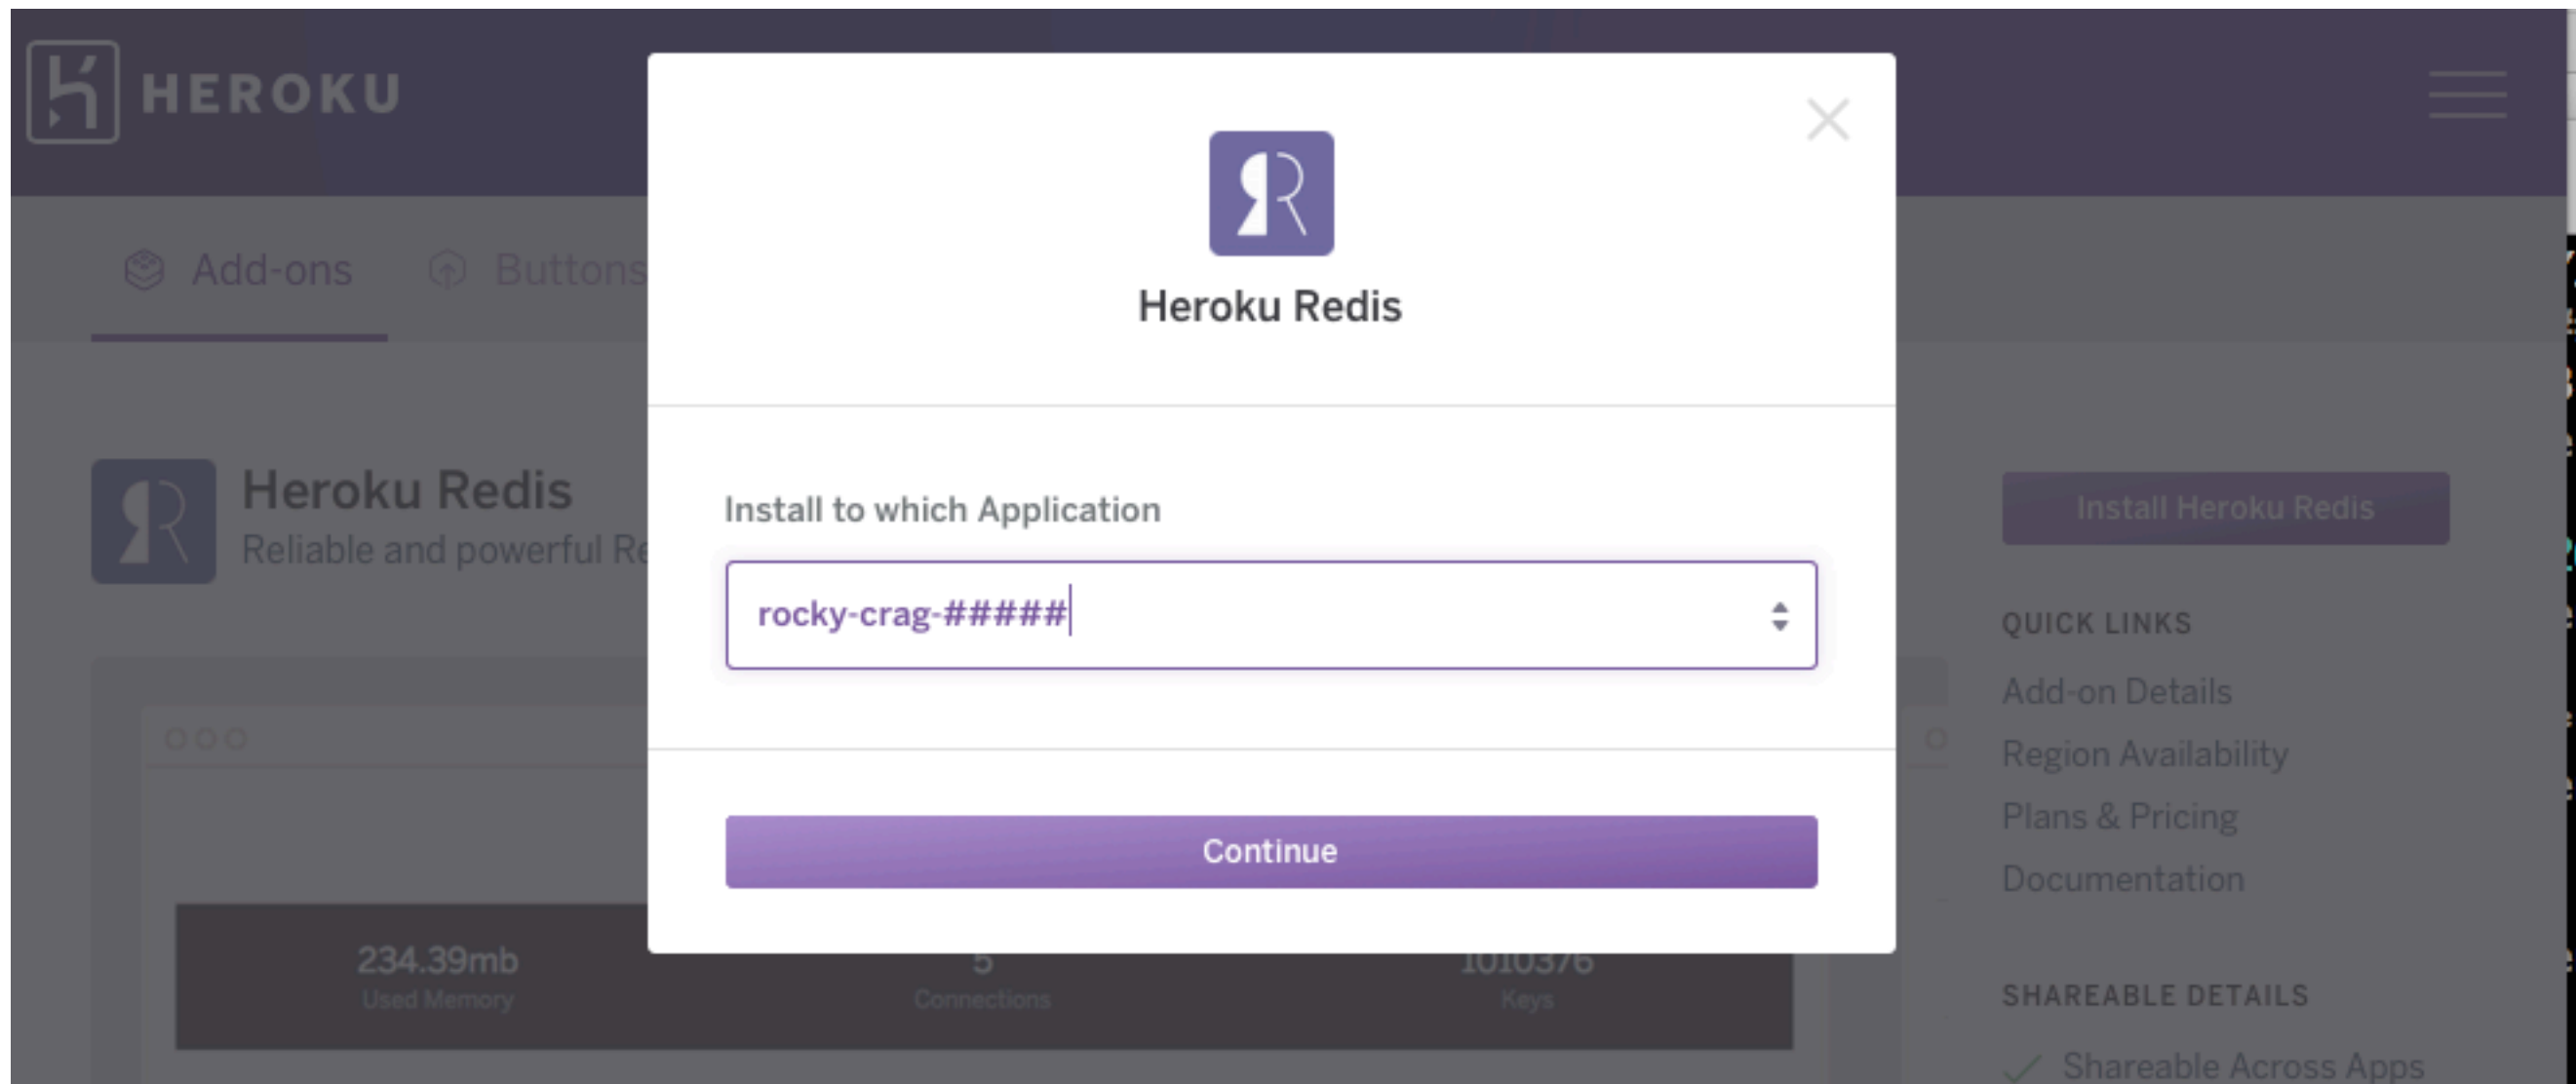 HEROKU
Add-ons
Buttons
Heroku Redis
Install to which Application
rocky-crag-#####
Continue
Heroku Redis
Reliable and powerful
Install Heroku Redis
QUICK LINKS
Add-on Details
Region Availability
Plans & Pricing
Documentation
SHAREABLE DETAILS
Shareable Across Apps
234.39mb
Used Memory
5
Connections
1010376
Keys